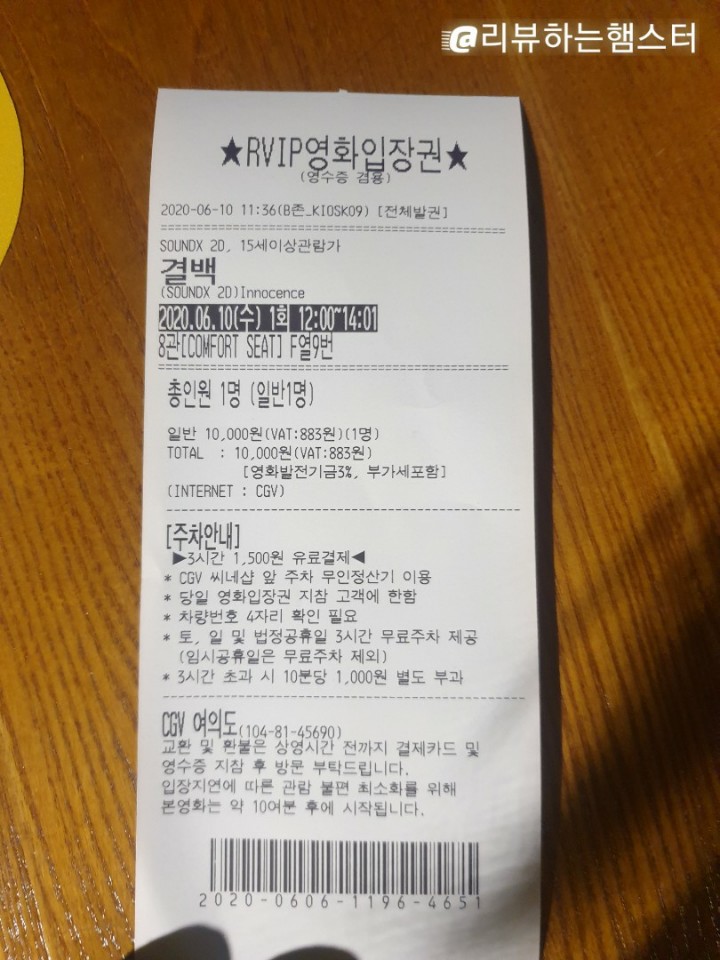 @리뷰하는햄스터
★RVIP영화입장권★
(영수증 겸용)
2020-06-10 11:36(B존_KIOSK09) [전체발권]
SOUNDX 2D, 15세이상관람가
결백
(SOUNDX 2D)Innocence
2020.06.10(수) 1회 12:00~14:01
8관[COMFORT SEAT] F열9번
총인원 1명 (일반1명)
일반 10,000원(VAT:883원)(1명)
TOTAL : 10,000원(VAT:883원)
[영화발전기금3%, 부가세포함]
(INTERNET : CGV)
[주차안내]
▶3시간 1,500원 유료결제◀
* CGV 씨네샵 앞 주차 무인정산기 이용
* 당일 영화입장권 지참 고객에 한함
* 차량번호 4자리 확인 필요
* 토, 일 및 법정공휴일 3시간 무료주차 제공
(임시공휴일은 무료주차 제외)
* 3시간 초과 시 10분당 1,000원 별도 부과
CGV 여의도(104-81-45690)
교환 및 환불은 상영시간 전까지 결제카드 및
영수증 지참 후 방문 부탁드립니다.
입장지연에 따른 관람 불편 최소화를 위해
본영화는 약 10여분 후에 시작됩니다.
2020-0606-1196-4651